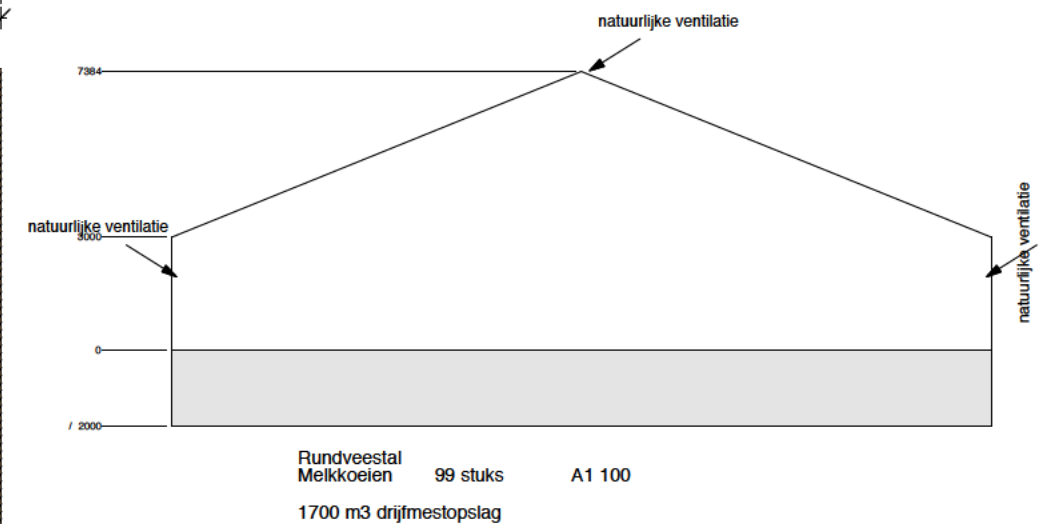 natuurlijke ventilatie
7384
natuurlijke ventilatie
3000
natuurlijke ventilatie
0
/ 2000
Rundveestal
Melkkoeien 99 stuks A1 100
1700 m3 drijfmestopslag